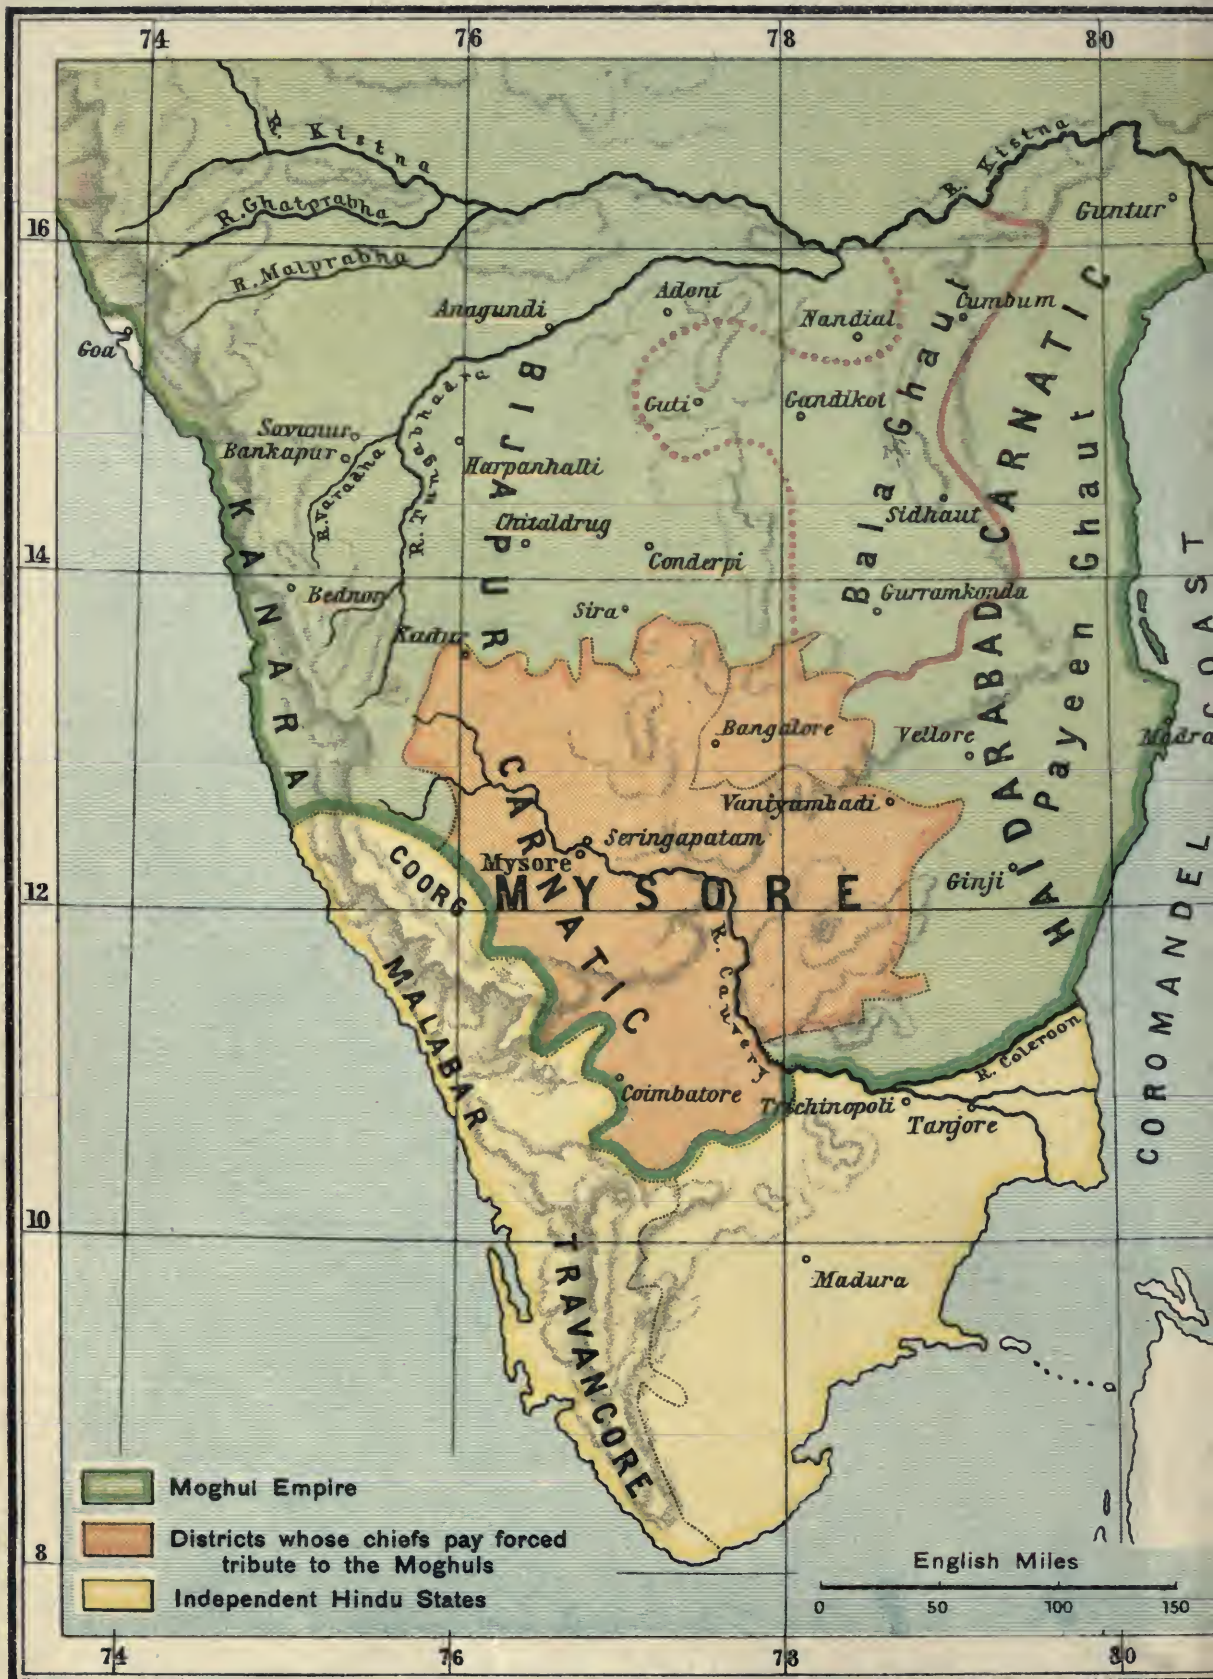 74 76 78 80
R. Kistna
R. Kistna
R. Ghatprabha
Guntur
16
R. Malprabha
Adoni
Anagundi
Nandial
Cumbum
Goa
BIJAPUR
Bala Ghaut
HAIDARABAD CARNATIC
Payeen Ghaut
Guti
Gandikot
Savunur
Bankapur
R. Varadha
R. Tungabhadra
Harpanhalli
KANARA
Chitaldrug
Sidhaut
14
Conderpi
COROMANDEL COAST
Bednor
Sira
Gurramkonda
Kadur
Bangalore
Vellore
Madra
CARNATIC
Vaniyambadi
Seringapatam
COORG
Mysore
Ginji
12
MYSORE
R. Cauvery
MALABAR
R. Coleroon
Coimbatore
Trichinopoli
Tanjore
10
TRAVANCORE
Madura
Moghul Empire
Districts whose chiefs pay forced
tribute to the Moghuls
8
Independent Hindu States
English Miles
0 50 100 150
74 76 78 80